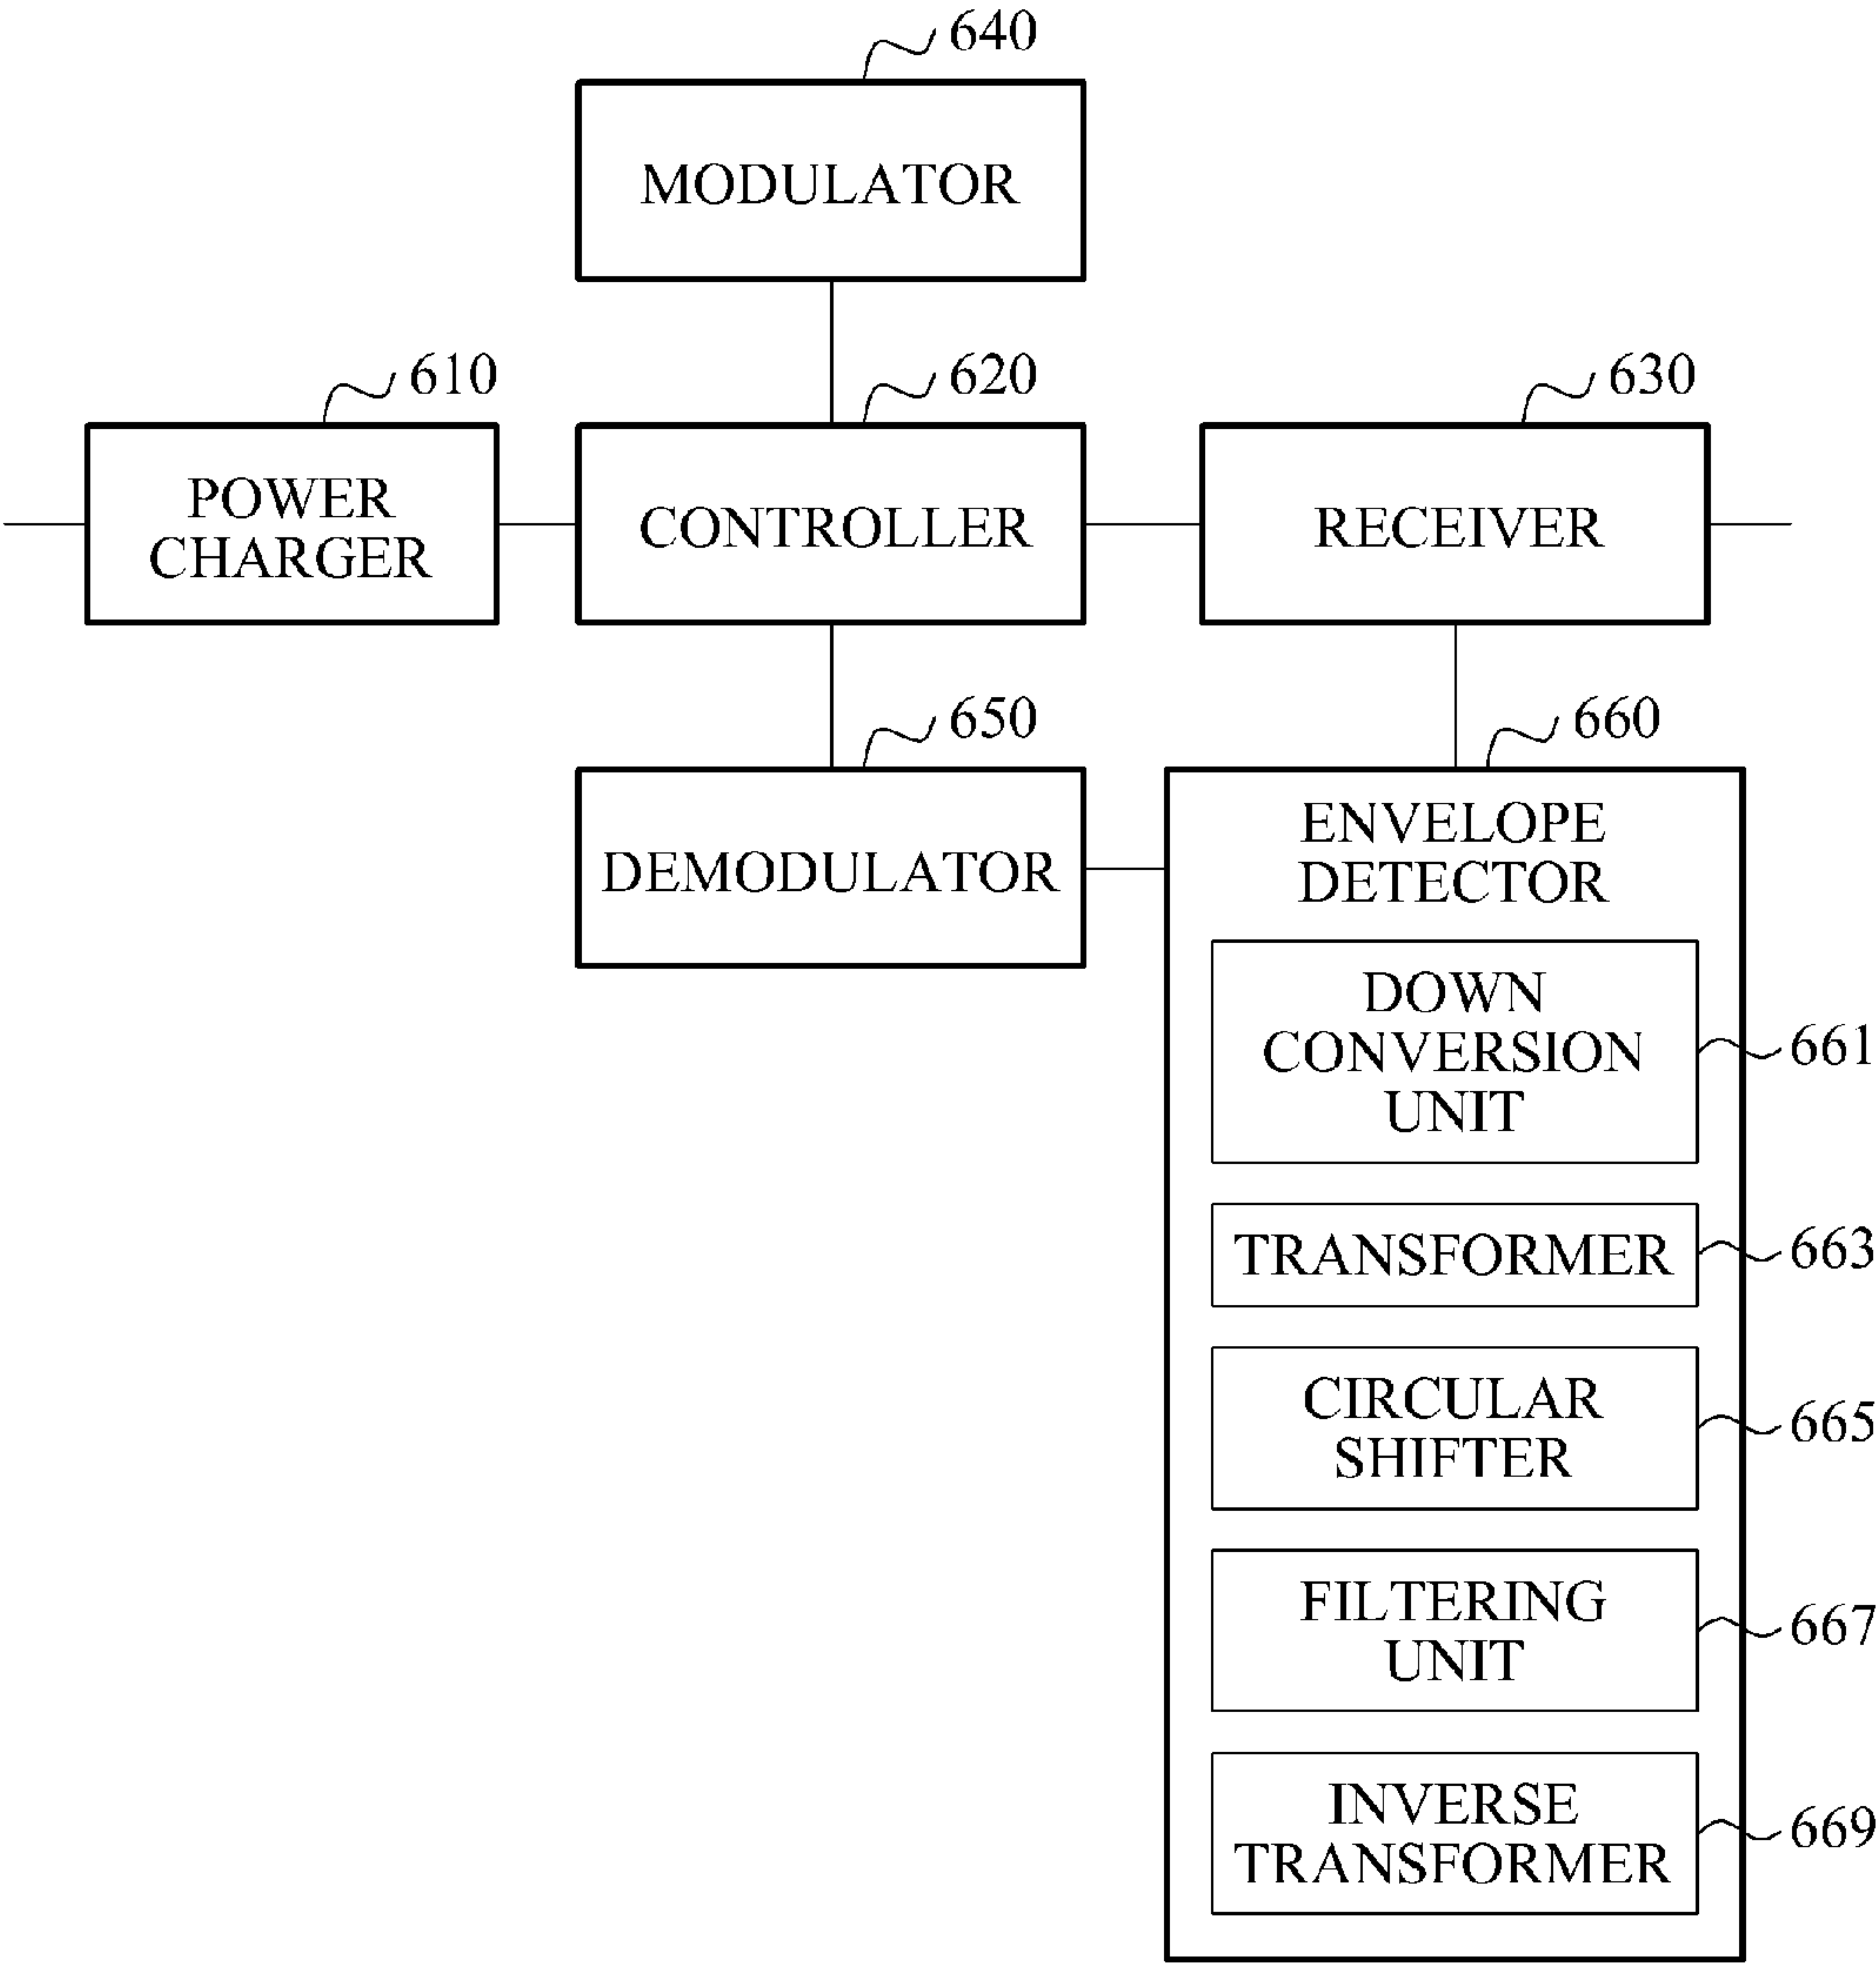 640
MODULATOR
610
620
630
POWER
CHARGER
CONTROLLER
RECEIVER
650
660
DEMODULATOR
ENVELOPE
DETECTOR
DOWN
CONVERSION
UNIT
661
TRANSFORMER
663
CIRCULAR
SHIFTER
665
FILTERING
UNIT
667
INVERSE
TRANSFORMER
669